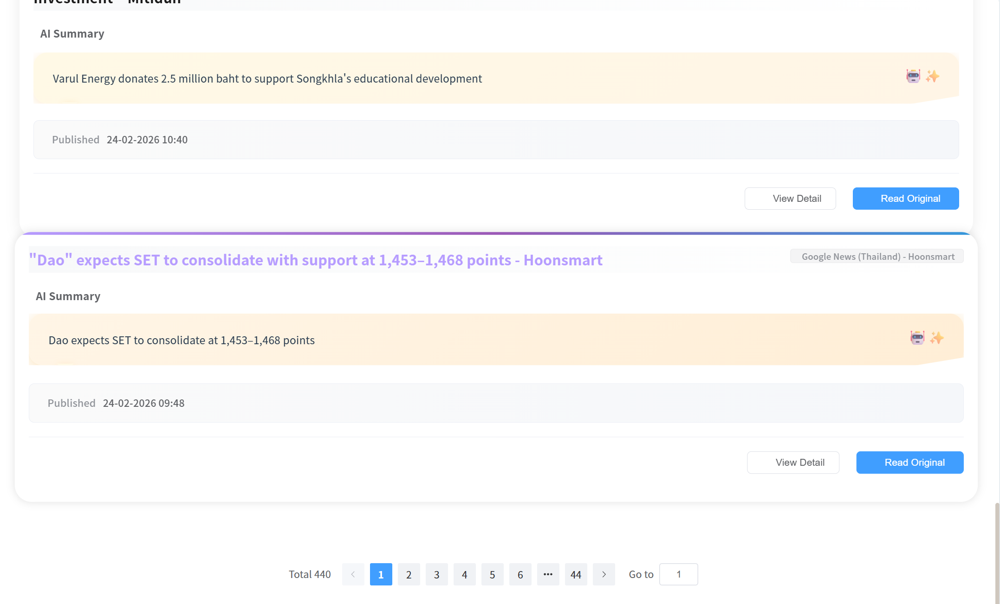 AI Summary
Varul Energy donates 2.5 million baht to support Songkhla's educational development
Published 24-02-2026 10:40
View Detail
Read Original
"Dao" expects SET to consolidate with support at 1,453–1,468 points - Hoonsmart
Google News (Thailand) - Hoonsmart
AI Summary
Dao expects SET to consolidate at 1,453–1,468 points
Published 24-02-2026 09:48
View Detail
Read Original
Total 440 1 2 3 4 5 6 ••• 44 Go to 1